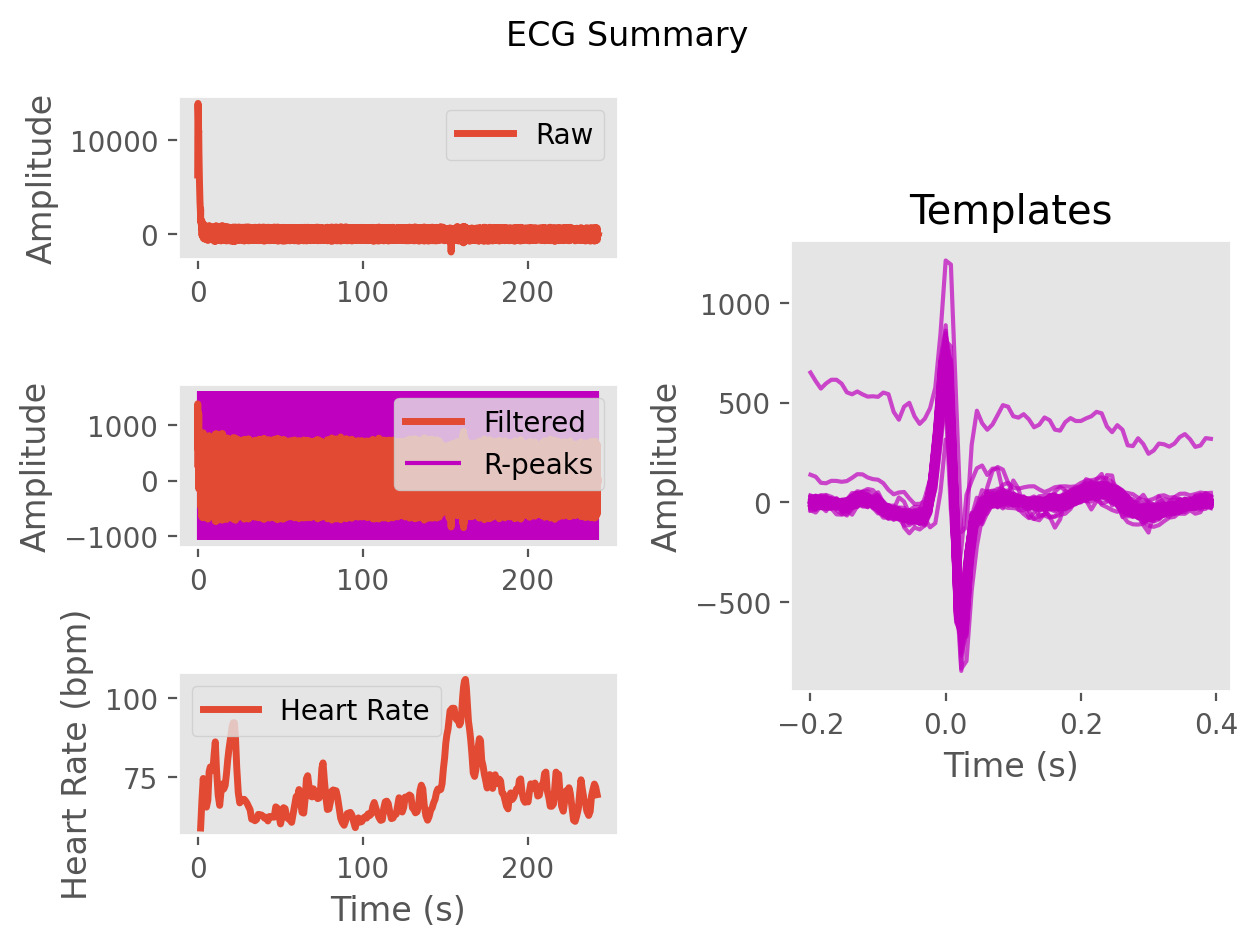 ECG Summary
Amplitude
10000
0
Raw
0
100
200
Amplitude
1000
0
−1000
Filtered
R-peaks
0
100
200
Heart Rate (bpm)
100
75
Heart Rate
0
100
200
Time (s)
Templates
Amplitude
1000
500
0
−500
−0.2
0.0
0.2
0.4
Time (s)